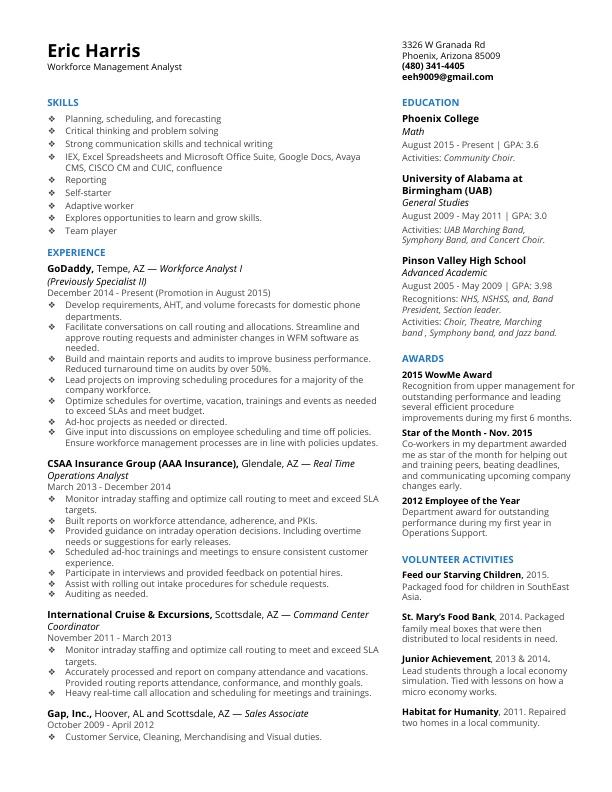 Eric Harris
Workforce Management Analyst
3326 W Granada Rd
Phoenix, Arizona 85009
(480) 341-4405
eeh9009@gmail.com
SKILLS
❖ Planning, scheduling, and forecasting
❖ Critical thinking and problem solving
❖ Strong communication skills and technical writing
❖ IEX, Excel Spreadsheets and Microsoft Office Suite, Google Docs, Avaya
CMS, CISCO CM and CUIC, confluence
❖ Reporting
❖ Self-starter
❖ Adaptive worker
❖ Explores opportunities to learn and grow skills.
❖ Team player
EXPERIENCE
GoDaddy, Tempe, AZ — Workforce Analyst I
(Previously Specialist II)
December 2014 - Present (Promotion in August 2015)
❖ Develop requirements, AHT, and volume forecasts for domestic phone
departments.
❖ Facilitate conversations on call routing and allocations. Streamline and
approve routing requests and administer changes in WFM software as
needed.
❖ Build and maintain reports and audits to improve business performance.
Reduced turnaround time on audits by over 50%.
❖ Lead projects on improving scheduling procedures for a majority of the
company workforce.
❖ Optimize schedules for overtime, vacation, trainings and events as needed
to exceed SLAs and meet budget.
❖ Ad-hoc projects as needed or directed.
❖ Give input into discussions on employee scheduling and time off policies.
Ensure workforce management processes are in line with policies updates.
CSAA Insurance Group (AAA Insurance), Glendale, AZ — Real Time
Operations Analyst
March 2013 - December 2014
❖ Monitor intraday staffing and optimize call routing to meet and exceed SLA
targets.
❖ Built reports on workforce attendance, adherence, and PKIs.
❖ Provided guidance on intraday operation decisions. Including overtime
needs or suggestions for early releases.
❖ Scheduled ad-hoc trainings and meetings to ensure consistent customer
experience.
❖ Participate in interviews and provided feedback on potential hires.
❖ Assist with rolling out intake procedures for schedule requests.
❖ Auditing as needed.
International Cruise & Excursions, Scottsdale, AZ — Command Center
Coordinator
November 2011 - March 2013
❖ Monitor intraday staffing and optimize call routing to meet and exceed SLA
targets.
❖ Accurately processed and report on company attendance and vacations.
Provided routing reports attendance, conformance, and monthly goals.
❖ Heavy real-time call allocation and scheduling for meetings and trainings.
Gap, Inc., Hoover, AL and Scottsdale, AZ — Sales Associate
October 2009 - April 2012
❖ Customer Service, Cleaning, Merchandising and Visual duties.
EDUCATION
Phoenix College
Math
August 2015 - Present | GPA: 3.6
Activities: Community Choir.
University of Alabama at
Birmingham (UAB)
General Studies
August 2009 - May 2011 | GPA: 3.0
Activities: UAB Marching Band,
Symphony Band, and Concert Choir.
Pinson Valley High School
Advanced Academic
August 2005 - May 2009 | GPA: 3.98
Recognitions: NHS, NSHSS, and, Band
President, Section leader.
Activities: Choir, Theatre, Marching
band , Symphony band, and Jazz band.
AWARDS
2015 WowMe Award
Recognition from upper management for
outstanding performance and leading
several efficient procedure
improvements during my first 6 months.
Star of the Month - Nov. 2015
Co-workers in my department awarded
me as star of the month for helping out
and training peers, beating deadlines,
and communicating upcoming company
changes early.
2012 Employee of the Year
Department award for outstanding
performance during my first year in
Operations Support.
VOLUNTEER ACTIVITIES
Feed our Starving Children, 2015.
Packaged food for children in SouthEast
Asia.
St. Mary's Food Bank, 2014. Packaged
family meal boxes that were then
distributed to local residents in need.
Junior Achievement, 2013 & 2014.
Lead students through a local economy
simulation. Tied with lessons on how a
micro economy works.
Habitat for Humanity, 2011. Repaired
two homes in a local community.